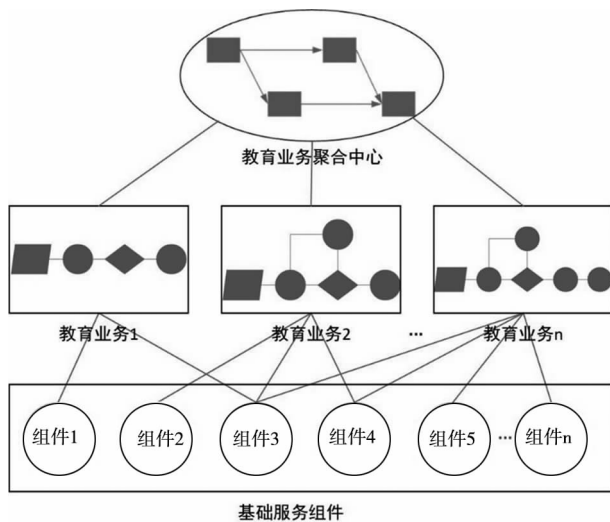 教育业务聚合中心
教育业务1
教育业务2
...
教育业务n
组件1
组件2
组件3
组件4
组件5
...
组件n
基础服务组件